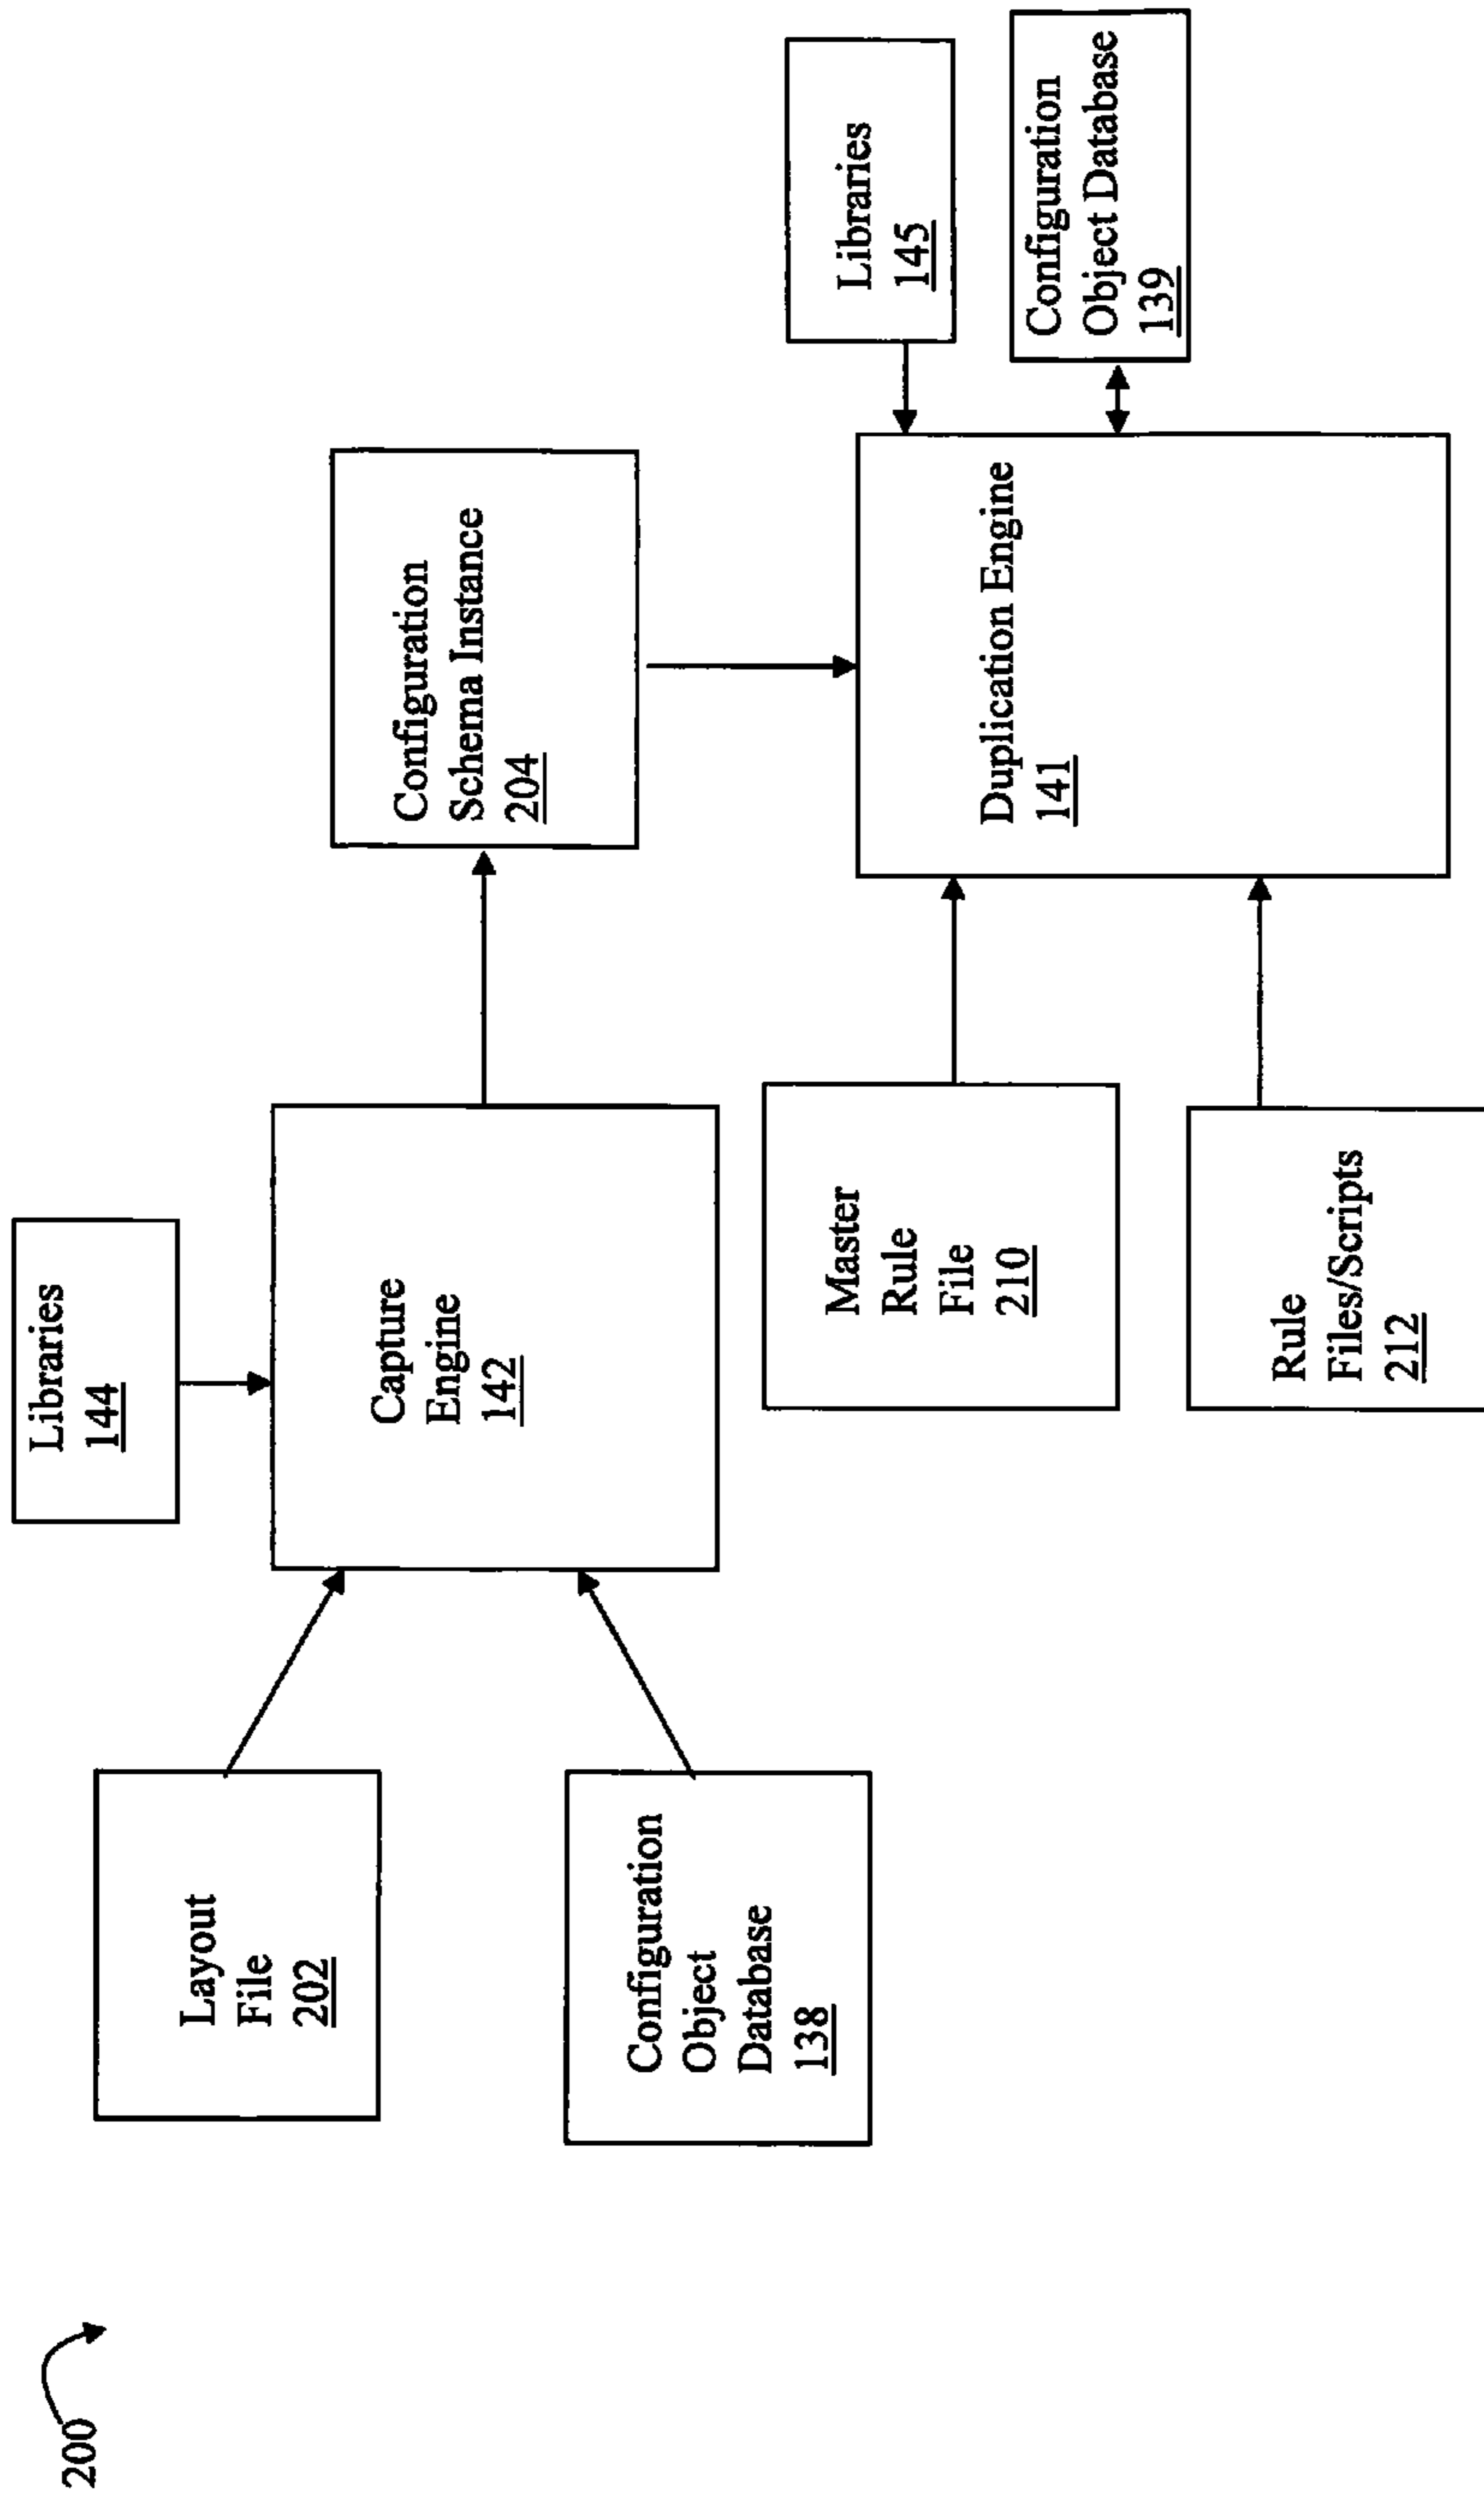 200
Libraries
144
Layout
File
202
Capture
Engine
142
Configuration
Schema Instance
204
Configuration
Object
Database
138
Master
Rule
File
210
Libraries
145
Duplication Engine
141
Configuration
Object Database
139
Rule
Files/Scripts
212